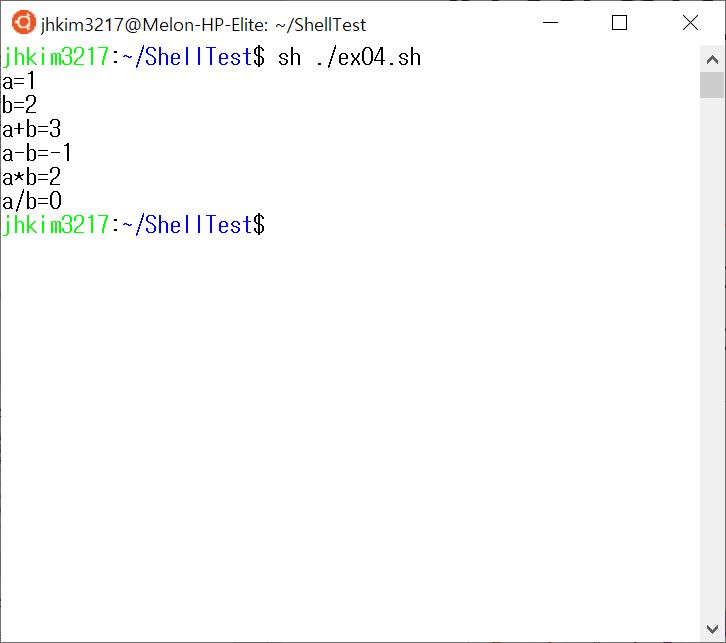 jhkim3217@Melon-HP-Elite: ~/ShellTest
jhkim3217:~/ShellTest$ sh ./ex04.sh
a=1
b=2
a+b=3
a-b=-1
a*b=2
a/b=0
jhkim3217:~/ShellTest$